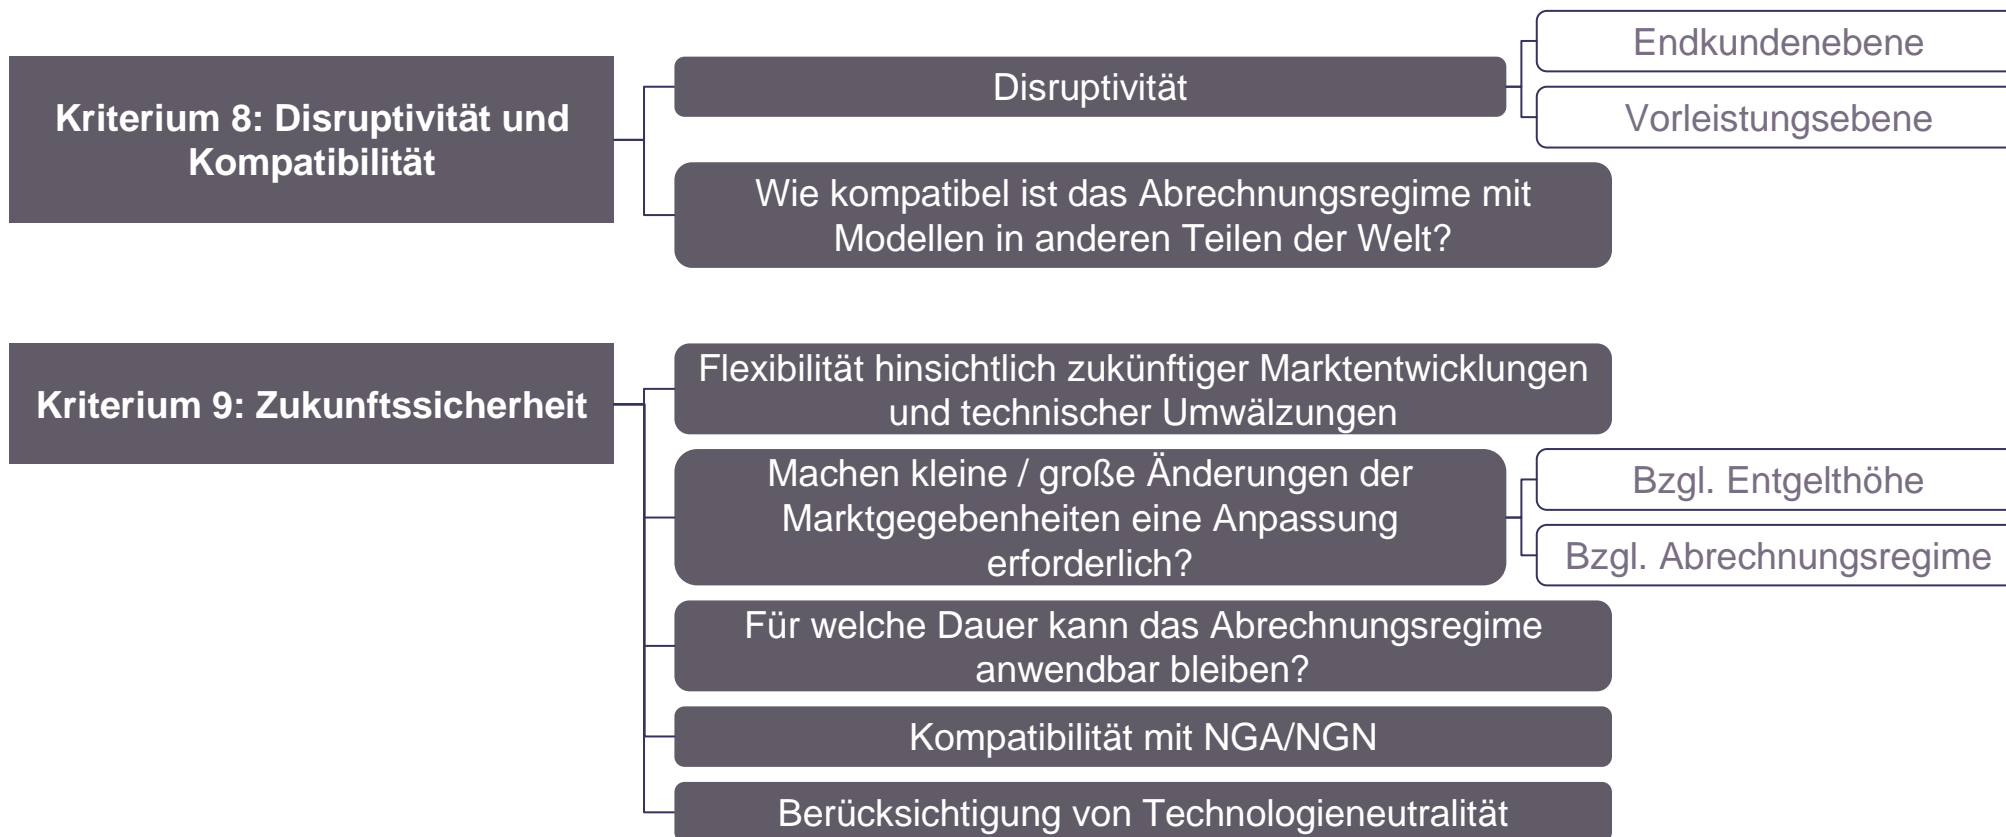 Kriterium 8: Disruptivität und
Kompatibilität
Disruptivität
Endkundenebene
Vorleistungsebene
Wie kompatibel ist das Abrechnungsregime mit
Modellen in anderen Teilen der Welt?
Kriterium 9: Zukunftssicherheit
Flexibilität hinsichtlich zukünftiger Marktentwicklungen
und technischer Umwälzungen
Machen kleine / große Änderungen der
Marktgegebenheiten eine Anpassung
erforderlich?
Bzgl. Entgelthöhe
Bzgl. Abrechnungsregime
Für welche Dauer kann das Abrechnungsregime
anwendbar bleiben?
Kompatibilität mit NGA/NGN
Berücksichtigung von Technologieneutralität